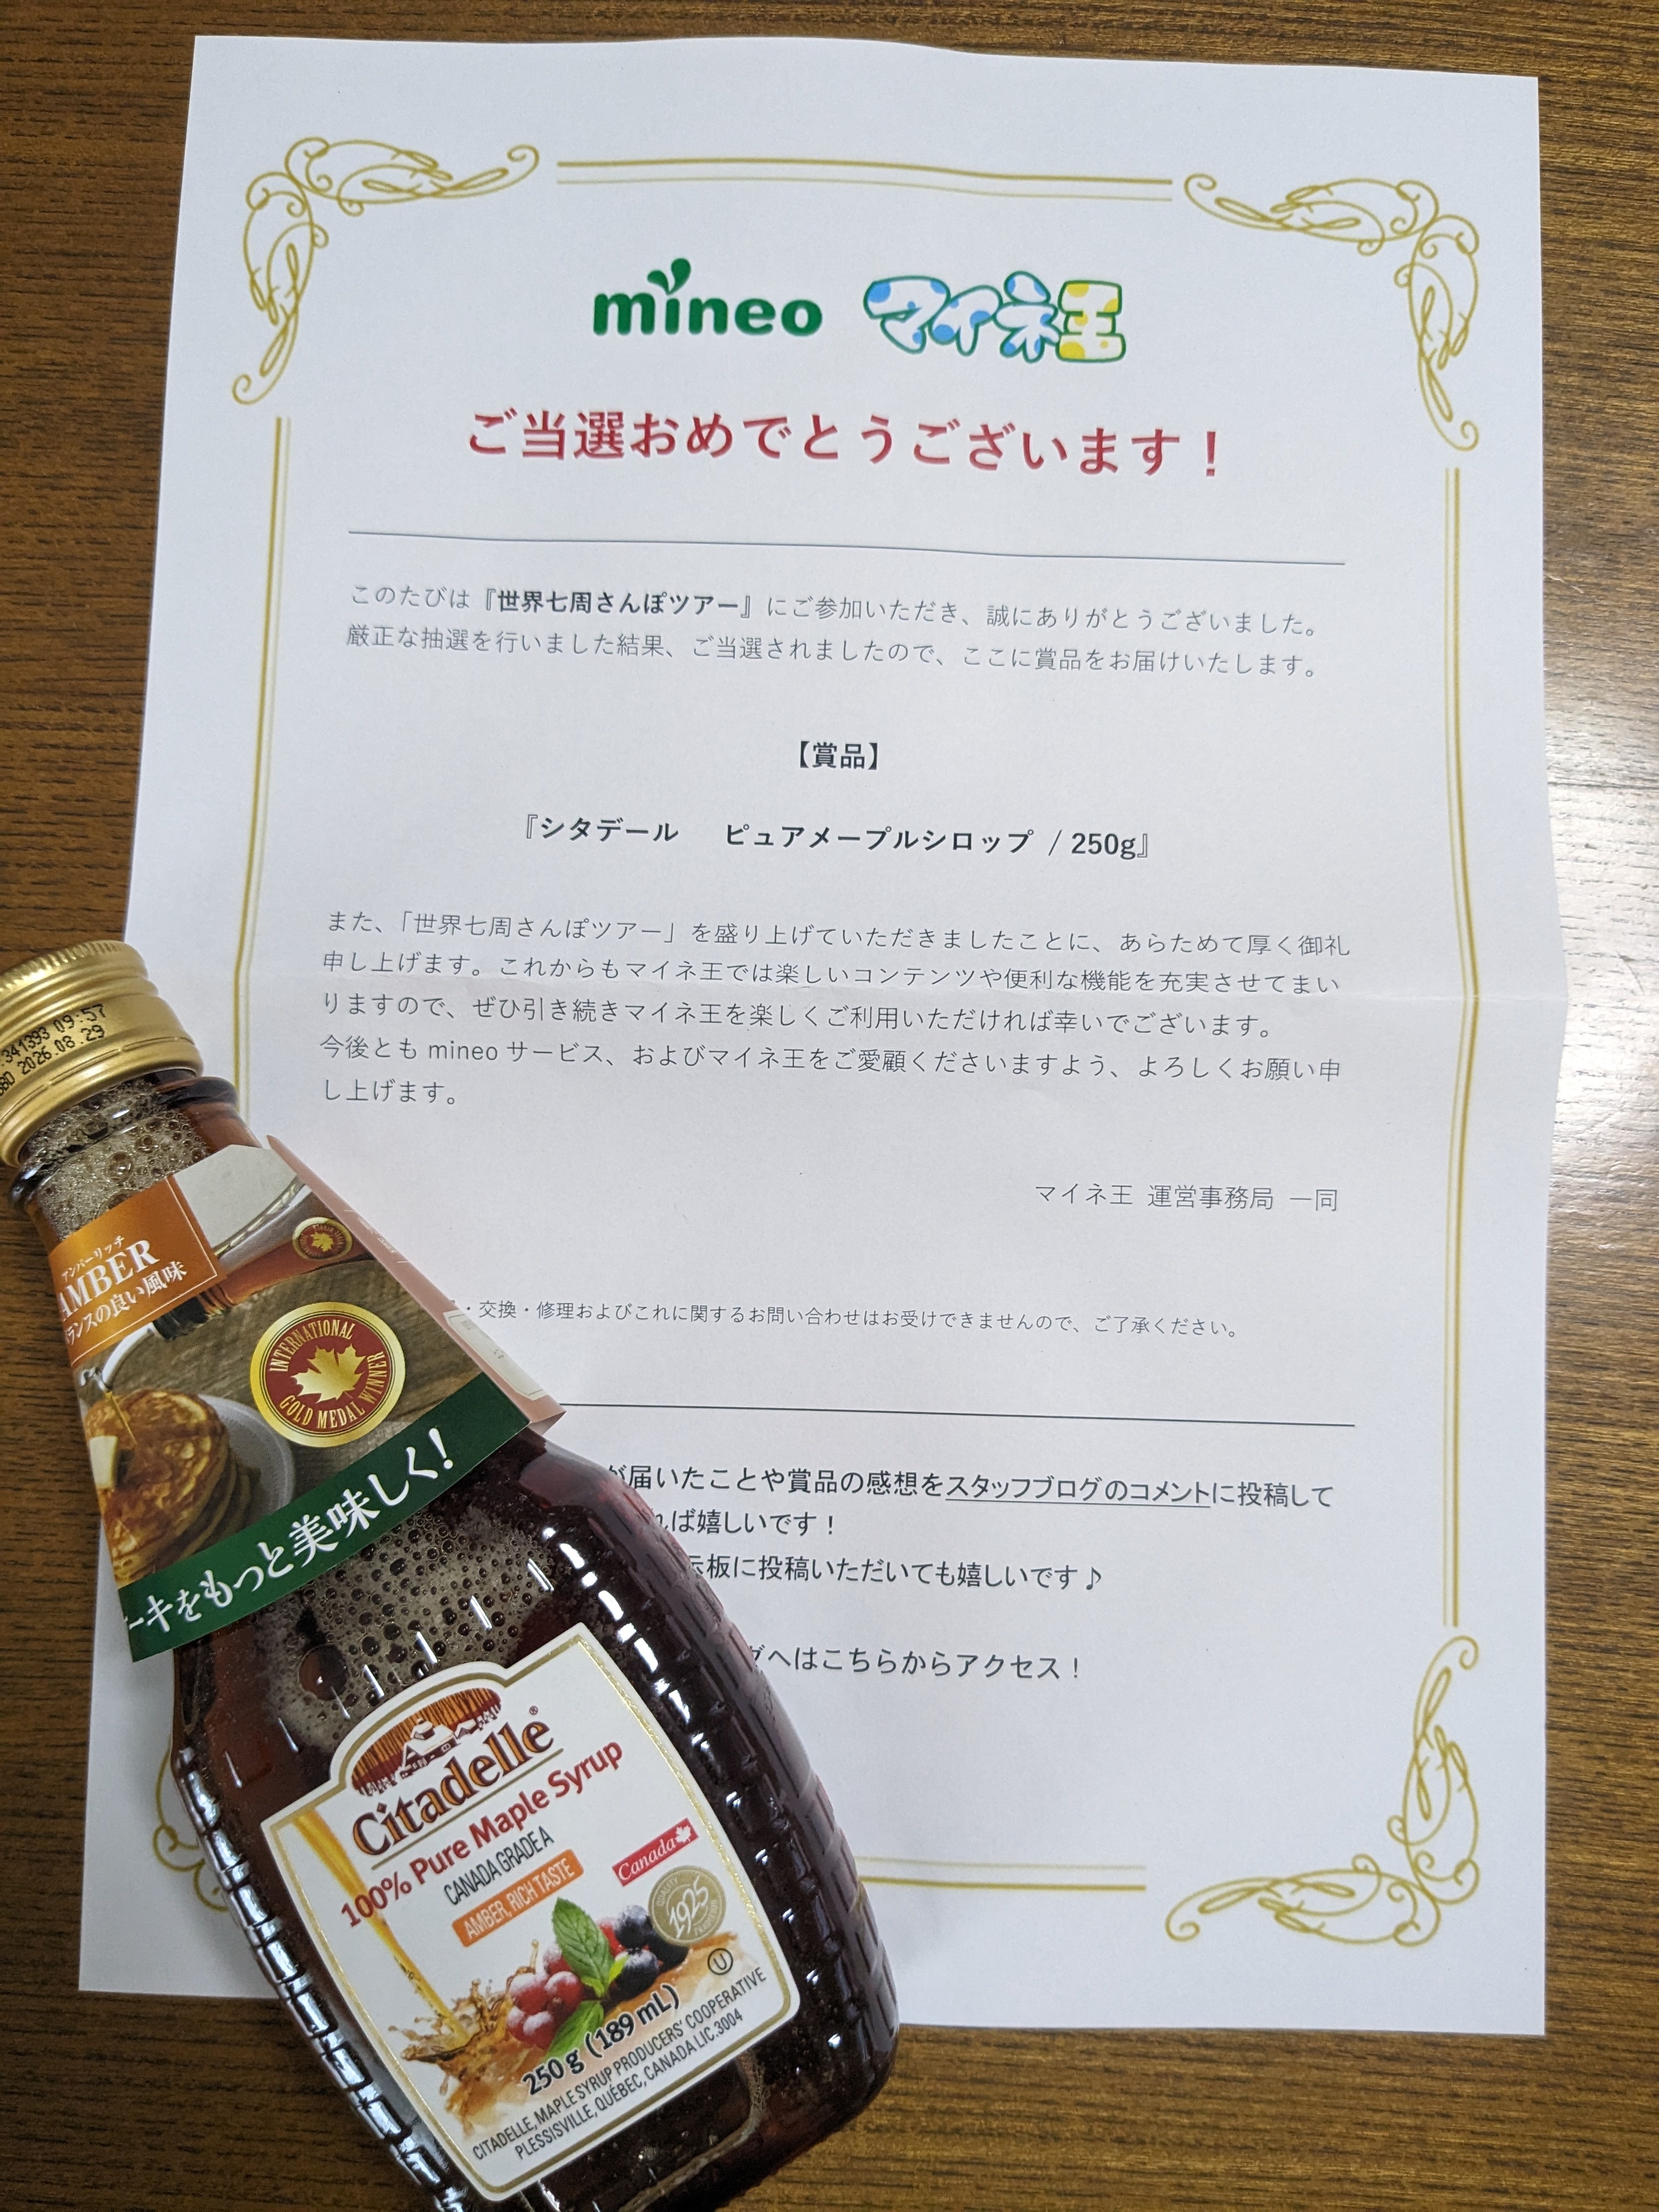 mineo マイネ王
ご当選おめでとうございます！
このたびは『世界七周さんぽツアー』にご参加いただき、誠にありがとうございました。
厳正な抽選を行いました結果、ご当選されましたので、ここに賞品をお届けいたします。
【賞品】
『シタデール　ピュアメープルシロップ / 250g』
また、「世界七周さんぽツアー」を盛り上げていただきましたことに、あらためて厚く御礼
申し上げます。これからもマイネ王では楽しいコンテンツや便利な機能を充実させてまい
りますので、ぜひ引き続きマイネ王を楽しくご利用いただければ幸いでございます。
今後とも mineo サービス、およびマイネ王をご愛顧くださいますよう、よろしくお願い申
し上げます。
マイネ王 運営事務局 一同
・交換・修理およびこれに関するお問い合わせはお受けできませんので、ご了承ください。
が届いたことや賞品の感想をスタッフブログのコメントに投稿して
れば嬉しいです！
示板に投稿いただいても嬉しいです♪
グへはこちらからアクセス！
341393 09:57
2026.08.29
アンバーリッチ
AMBER
ランスの良い風味
INTERNATIONAL
GOLD MEDAL WINNER
ーキをもっと美味しく!
Citadelle®
100% Pure Maple Syrup
CANADA GRADE A
AMBER, RICH TASTE
Canada
QUALITY
1925
TRADITION
U
250 g (189 mL)
CITADELLE, MAPLE SYRUP PRODUCERS' COOPERATIVE
PLESSISVILLE, QUÉBEC, CANADA LIC.3004